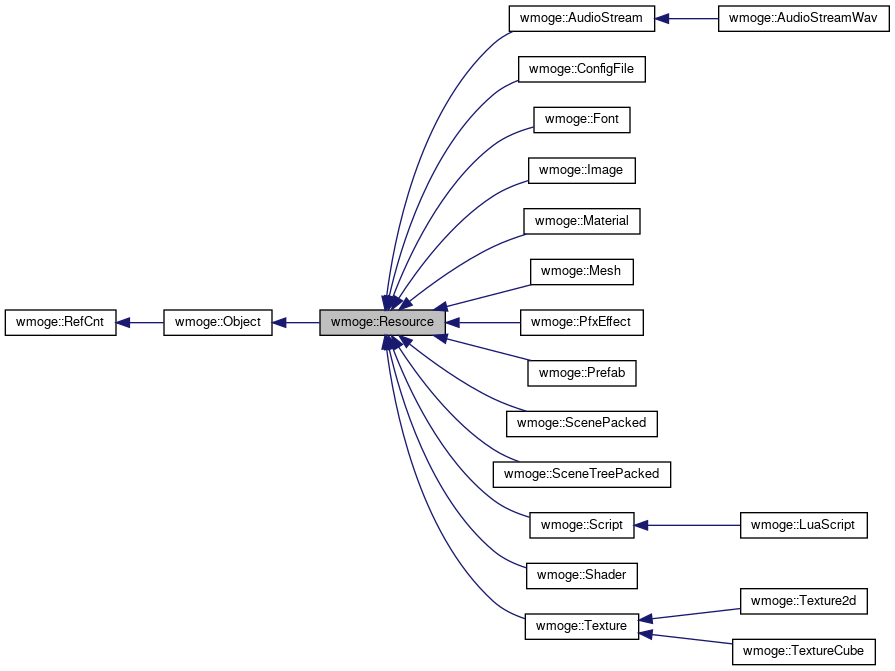 wmoge::AudioStream
wmoge::AudioStreamWav
wmoge::ConfigFile
wmoge::Font
wmoge::Image
wmoge::Material
wmoge::Mesh
wmoge::RefCnt
wmoge::Object
wmoge::Resource
wmoge::PfxEffect
wmoge::Prefab
wmoge::ScenePacked
wmoge::SceneTreePacked
wmoge::Script
wmoge::LuaScript
wmoge::Shader
wmoge::Texture
wmoge::Texture2d
wmoge::TextureCube